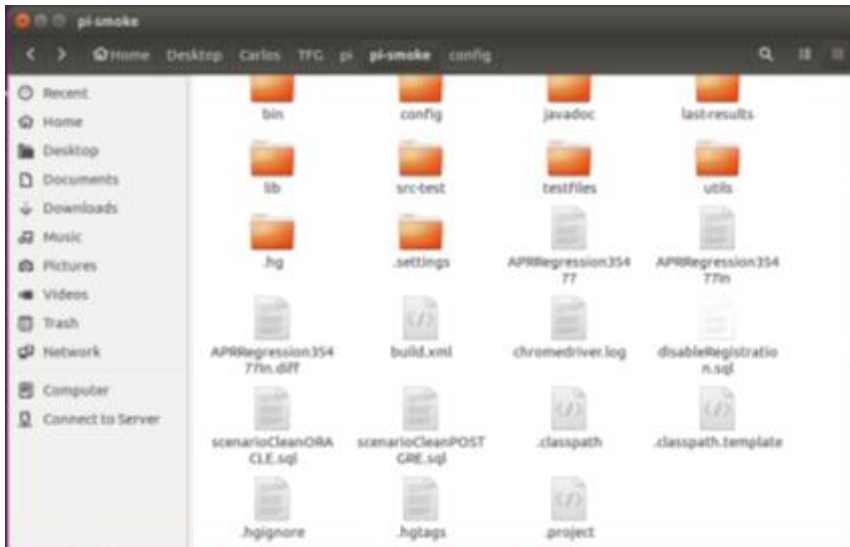 pi-smoke
Home Desktop Carlos TFG pi pi-smoke config
Recent
Home
Desktop
Documents
Downloads
Music
Pictures
Videos
Trash
Network
Computer
Connect to Server
bin config javadoc last-results
lib src-test testfiles utils
.hg .settings APRRegression354 APRRegression354
77 77in
APRRegression354 build.xml chromedriver.log disableRegistratio
77in.diff n.sql
scenarioCleanORA scenarioCleanPOST .classpath .classpath.template
CLE.sql GRE.sql
.hgignore .hgtags .project